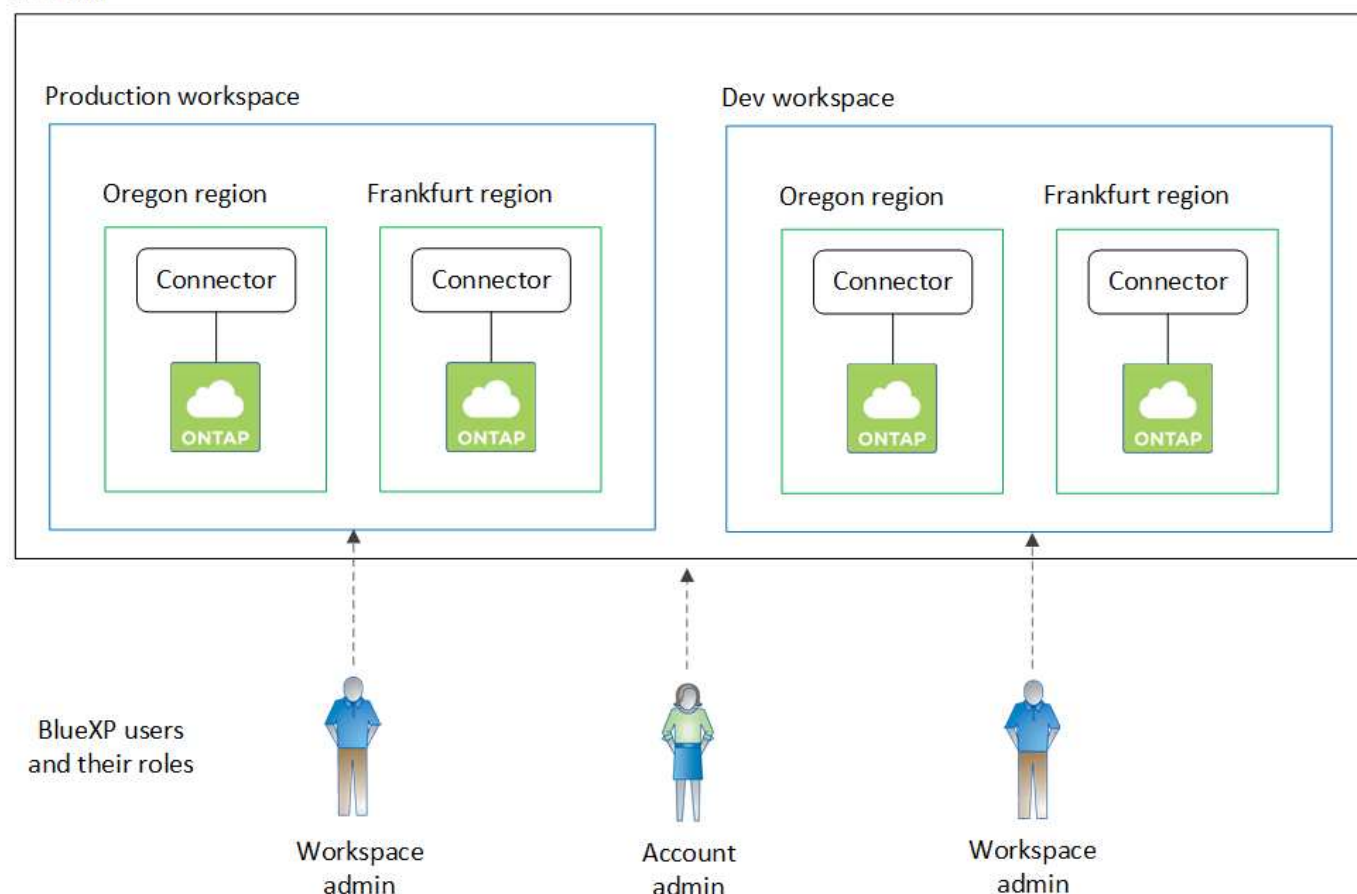 Production workspace
Dev workspace
Oregon region
Frankfurt region
Oregon region
Frankfurt region
Connector
Connector
Connector
Connector
ONTAP
ONTAP
ONTAP
ONTAP
BlueXP users
and their roles
Workspace
admin
Account
admin
Workspace
admin